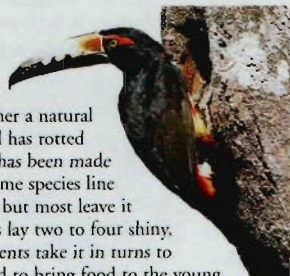 ner a natural
l has rotted
has been made
me species line
but most leave it
s lay two to four shiny,
ents take it in turns to
d to bring food to the young